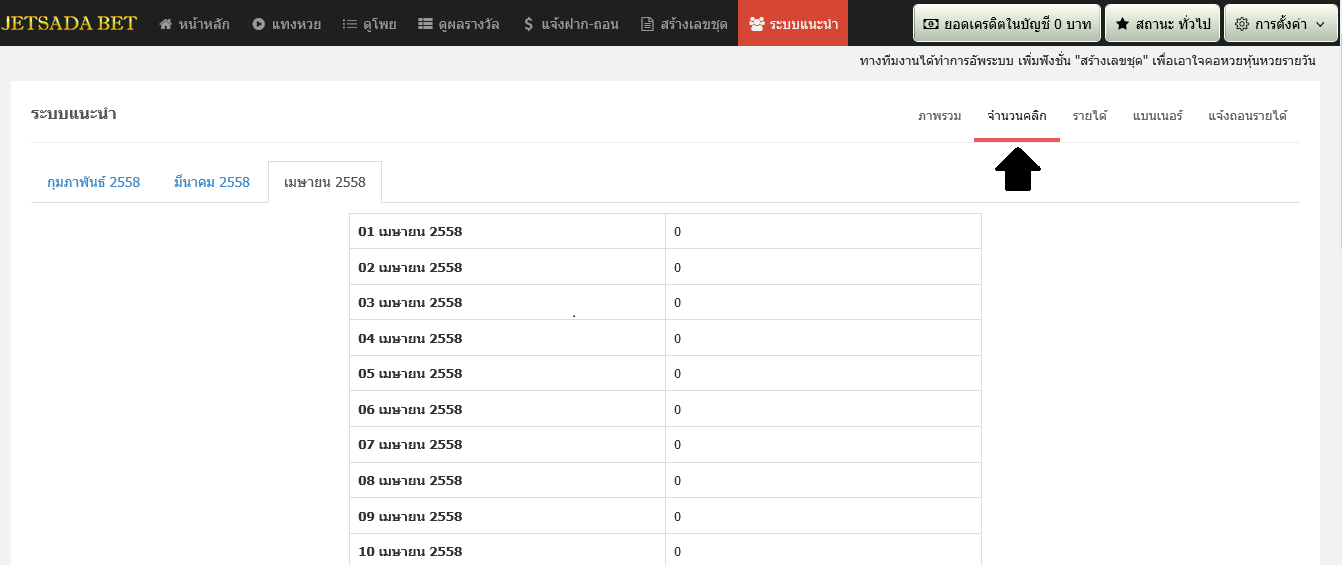 JETSADA BET หน้าหลัก แทงหวย ดูโพย ดูผลรางวัล แจ้งฝาก-ถอน สร้างเลขชุด ระบบแนะนำ ยอดเครดิตในบัญชี 0 บาท สถานะ ทั่วไป การตั้งค่า
ทางทีมงานได้ทำการอัพระบบ เพิ่มฟังชั่น "สร้างเลขชุด" เพื่อเอาใจคอหวยหุ้นหวยรายวัน
ระบบแนะนำ ภาพรวม จำนวนคลิก รายได้ แบนเนอร์ แจ้งถอนรายได้
กุมภาพันธ์ 2558 มีนาคม 2558 เมษายน 2558
01 เมษายน 2558 0
02 เมษายน 2558 0
03 เมษายน 2558 0
04 เมษายน 2558 0
05 เมษายน 2558 0
06 เมษายน 2558 0
07 เมษายน 2558 0
08 เมษายน 2558 0
09 เมษายน 2558 0
10 เมษายน 2558 0